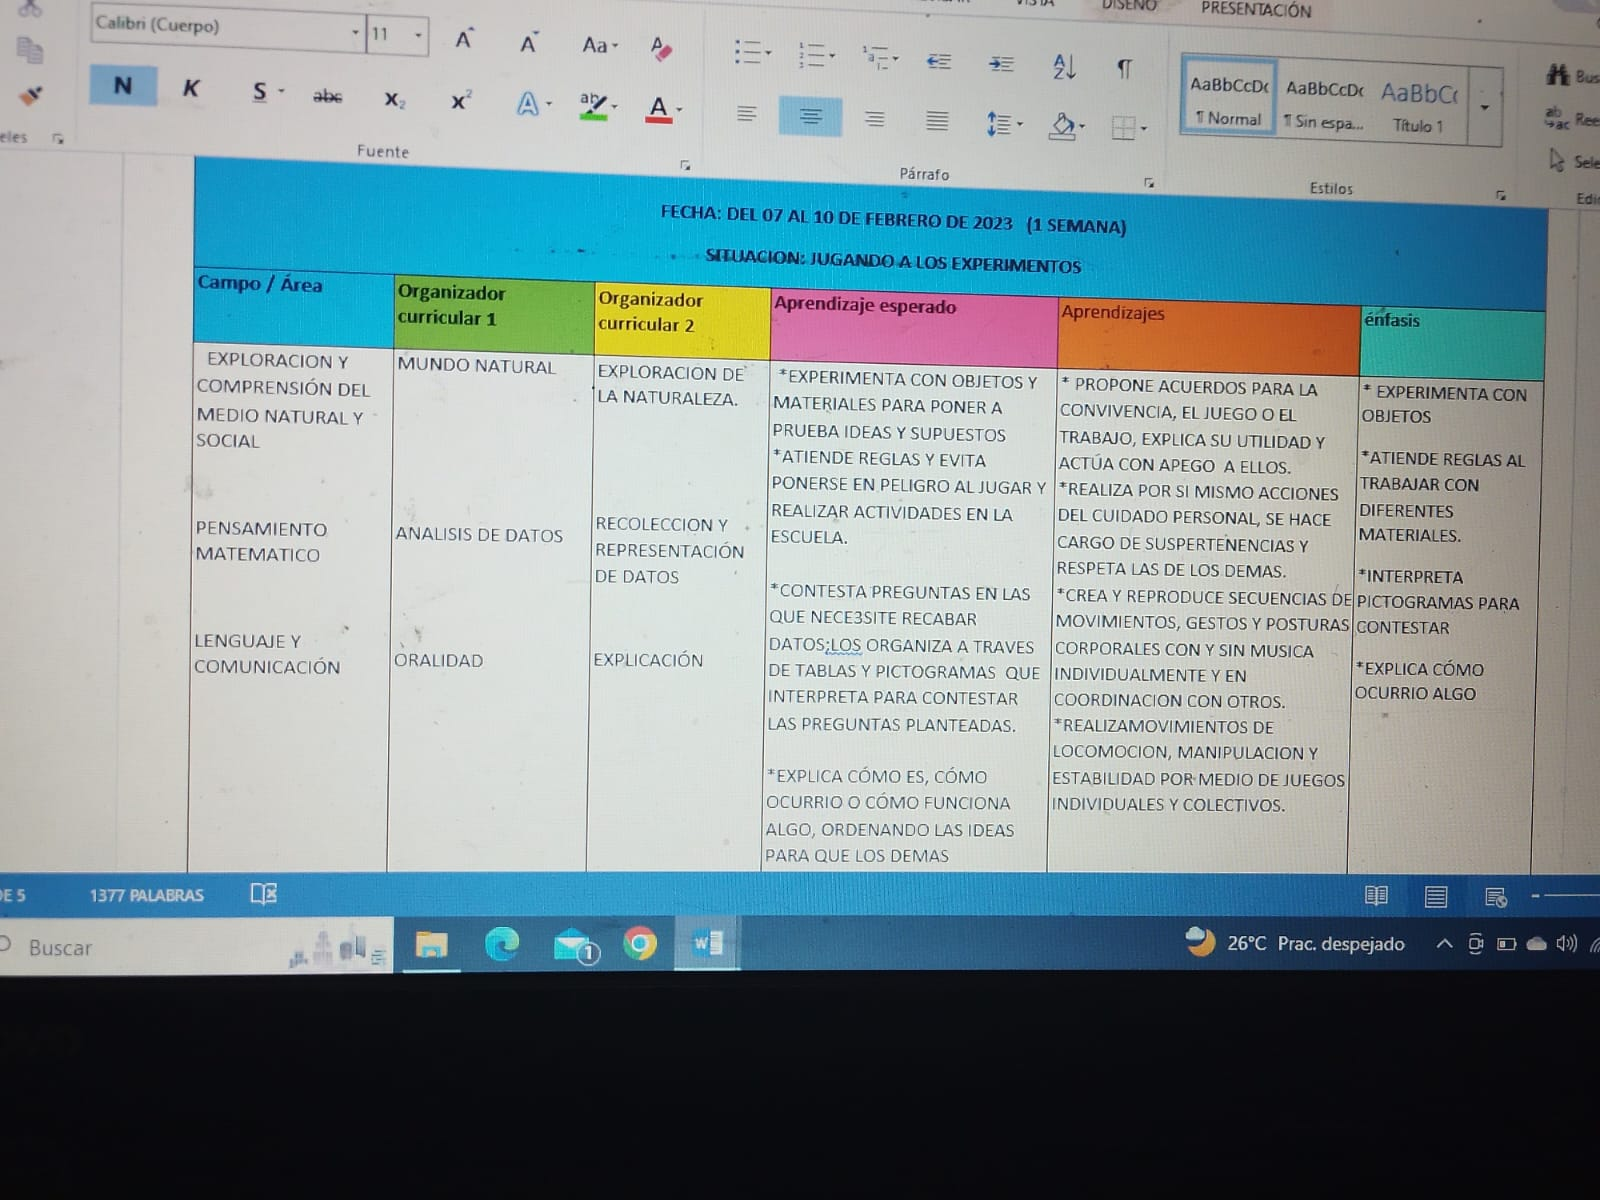 DISEÑO
PRESENTACIÓN
Calibri (Cuerpo)
11
Aa
N K S abc X₂ X²
A
Fuente
Párrafo
AaBbCcDc AaBbCcDc AaBbC
¶ Normal
¶ Sin espa...
Título 1
Estilos
FECHA: DEL 07 AL 10 DE FEBRERO DE 2023 (1 SEMANA)
SITUACION: JUGANDO A LOS EXPERIMENTOS
Campo / Área
Organizador
curricular 1
Organizador
curricular 2
Aprendizaje esperado
Aprendizajes
énfasis
EXPLORACION Y
COMPRENSIÓN DEL
MEDIO NATURAL Y
SOCIAL
PENSAMIENTO
MATEMATICO
LENGUAJE Y
COMUNICACIÓN
MUNDO NATURAL
ANALISIS DE DATOS
ORALIDAD
EXPLORACION DE
LA NATURALEZA.
RECOLECCION Y
REPRESENTACIÓN
DE DATOS
EXPLICACIÓN
*EXPERIMENTA CON OBJETOS Y
MATERIALES PARA PONER A
PRUEBA IDEAS Y SUPUESTOS
*ATIENDE REGLAS Y EVITA
PONERSE EN PELIGRO AL JUGAR Y
REALIZAR ACTIVIDADES EN LA
ESCUELA.
*CONTESTA PREGUNTAS EN LAS
QUE NECE3SITE RECABAR
DATOS;LOS ORGANIZA A TRAVES
DE TABLAS Y PICTOGRAMAS QUE
INTERPRETA PARA CONTESTAR
LAS PREGUNTAS PLANTEADAS.
*EXPLICA CÓMO ES, CÓMO
OCURRIO O CÓMO FUNCIONA
ALGO, ORDENANDO LAS IDEAS
PARA QUE LOS DEMAS
* PROPONE ACUERDOS PARA LA
CONVIVENCIA, EL JUEGO O EL
TRABAJO, EXPLICA SU UTILIDAD Y
ACTÚA CON APEGO A ELLOS.
*REALIZA POR SI MISMO ACCIONES
DEL CUIDADO PERSONAL, SE HACE
CARGO DE SUSPERTENENCIAS Y
RESPETA LAS DE LOS DEMAS.
*CREA Y REPRODUCE SECUENCIAS DE
MOVIMIENTOS, GESTOS Y POSTURAS
CORPORALES CON Y SIN MUSICA
INDIVIDUALMENTE Y EN
COORDINACION CON OTROS.
*REALIZAMOVIMIENTOS DE
LOCOMOCION, MANIPULACION Y
ESTABILIDAD POR MEDIO DE JUEGOS
INDIVIDUALES Y COLECTIVOS.
* EXPERIMENTA CON
OBJETOS
*ATIENDE REGLAS AL
TRABAJAR CON
DIFERENTES
MATERIALES.
*INTERPRETA
PICTOGRAMAS PARA
CONTESTAR
*EXPLICA CÓMO
OCURRIO ALGO
DE 5
1377 PALABRAS
Buscar
1
26°C Prac. despejado